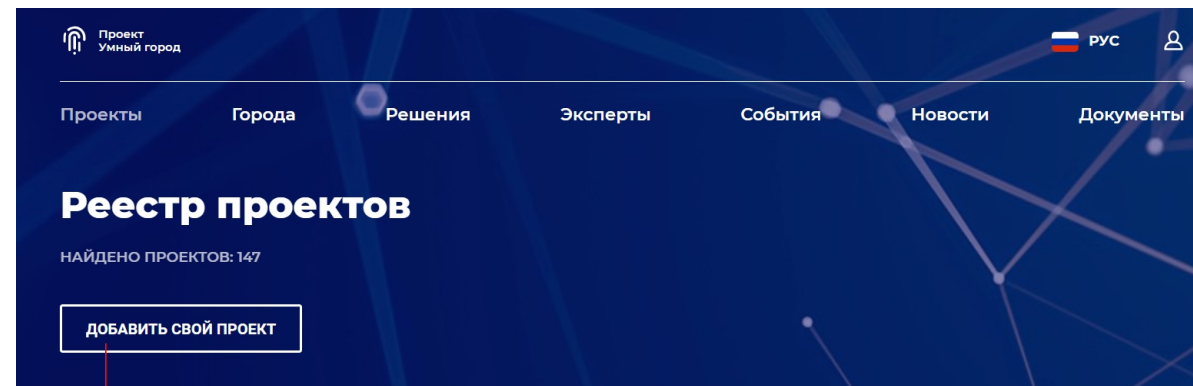 Проект
Умный город
РУС
Проекты Города Решения Эксперты События Новости Документы
Реестр проектов
НАЙДЕНО ПРОЕКТОВ: 147
ДОБАВИТЬ СВОЙ ПРОЕКТ